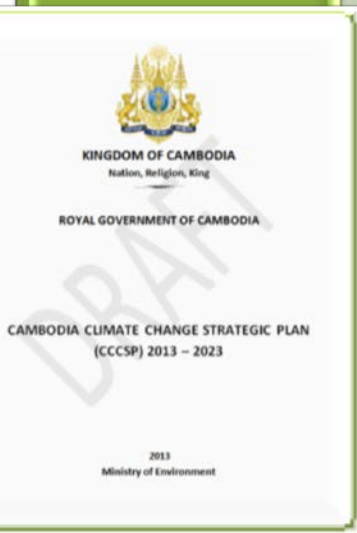 KINGDOM OF CAMBODIA
Nation, Religion, King
ROYAL GOVERNMENT OF CAMBODIA
DRAFT
CAMBODIA CLIMATE CHANGE STRATEGIC PLAN
(CCCSP) 2013 – 2023
2013
Ministry of Environment